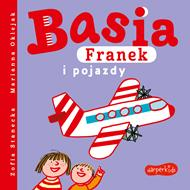 Basia
Franek
i pojazdy
Zofia Stanecka
Marianna Oklejak
harperkids